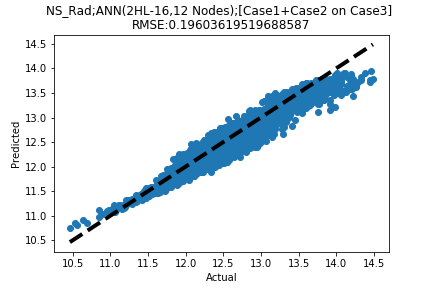 NS_Rad;ANN(2HL-16,12 Nodes);[Case1+Case2 on Case3]
RMSE:0.19603619519688587
14.5
14.0
13.5
13.0
12.5
12.0
11.5
11.0
10.5
Predicted
10.5 11.0 11.5 12.0 12.5 13.0 13.5 14.0 14.5
Actual